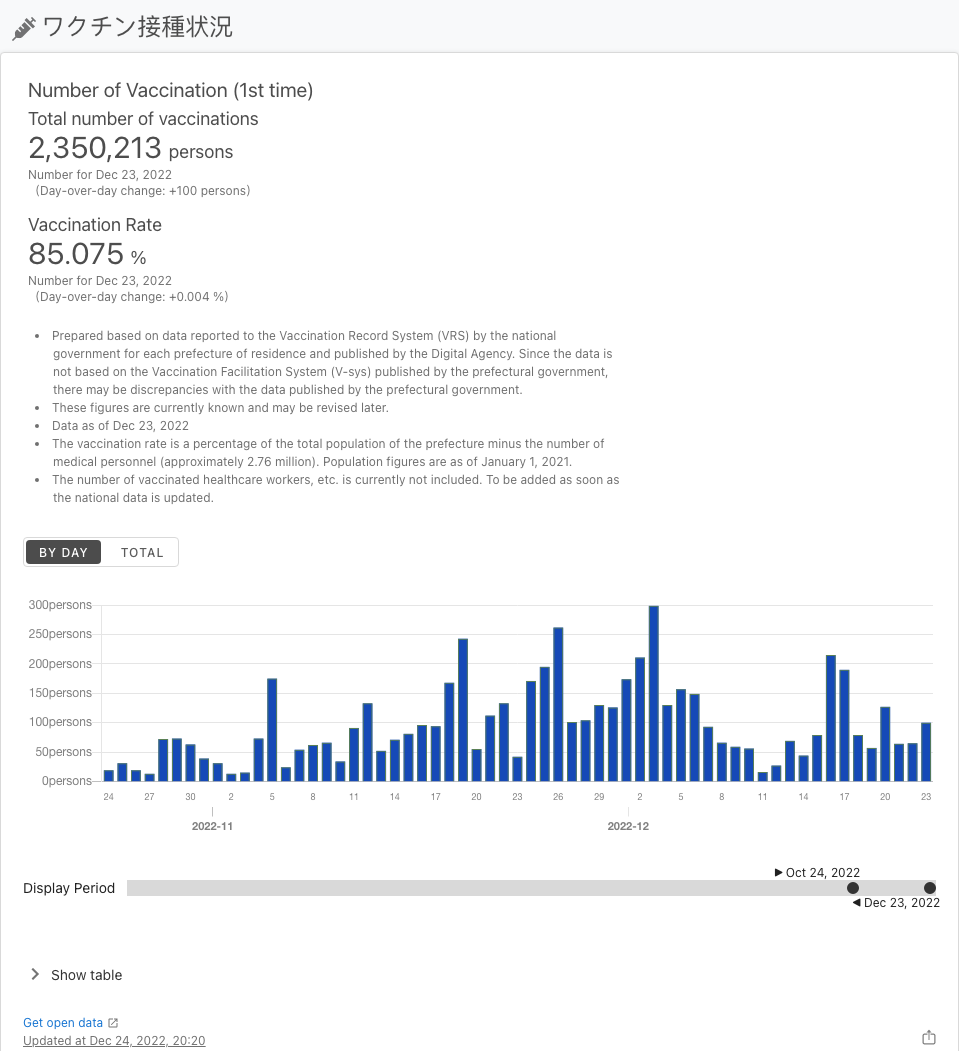 ワクチン接種状況
Number of Vaccination (1st time)
Total number of vaccinations
2,350,213 persons
Number for Dec 23, 2022
(Day-over-day change: +100 persons)
Vaccination Rate
85.075 %
Number for Dec 23, 2022
(Day-over-day change: +0.004 %)
• Prepared based on data reported to the Vaccination Record System (VRS) by the national
government for each prefecture of residence and published by the Digital Agency. Since the data is
not based on the Vaccination Facilitation System (V-sys) published by the prefectural government,
there may be discrepancies with the data published by the prefectural government.
• These figures are currently known and may be revised later.
• Data as of Dec 23, 2022
• The vaccination rate is a percentage of the total population of the prefecture minus the number of
medical personnel (approximately 2.76 million). Population figures are as of January 1, 2021.
• The number of vaccinated healthcare workers, etc. is currently not included. To be added as soon as
the national data is updated.
BY DAY TOTAL
300persons
250persons
200persons
150persons
100persons
50persons
0persons
24 27 30 2 5 8 11 14 17 20 23 26 29 2 5 8 11 14 17 20 23
2022-11 2022-12
Oct 24, 2022
Display Period
Dec 23, 2022
Show table
Get open data
Updated at Dec 24, 2022, 20:20